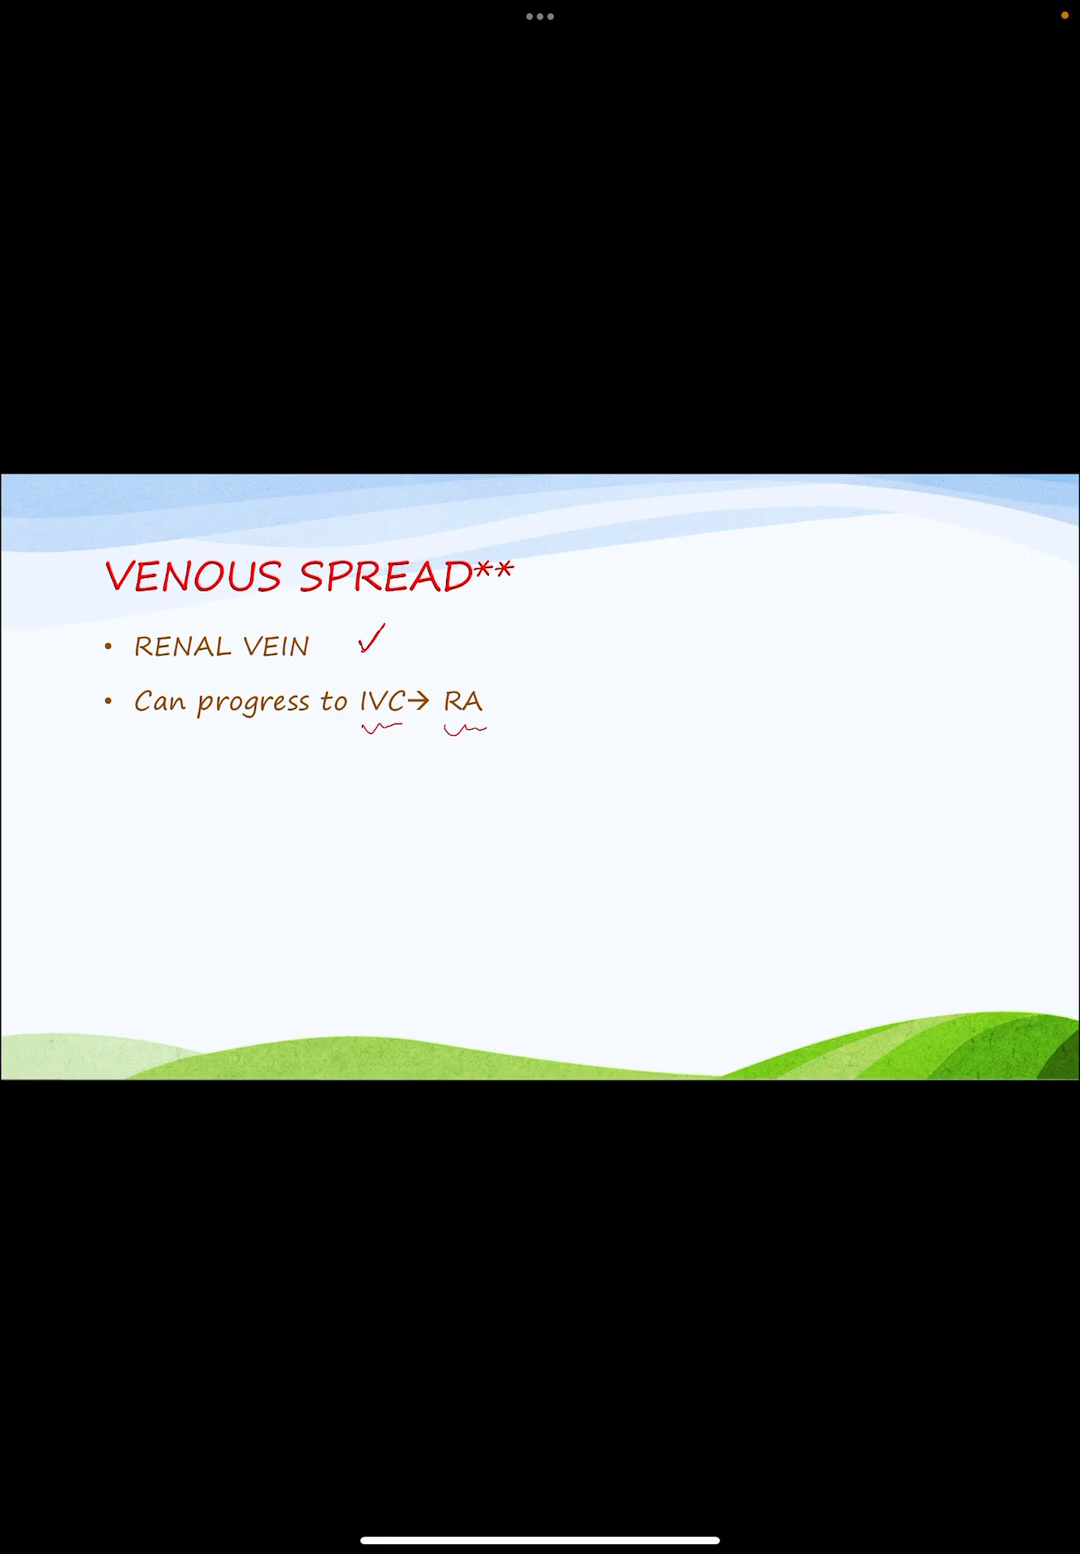 VENOUS SPREAD**
• RENAL VEIN
• Can progress to IVC→ RA